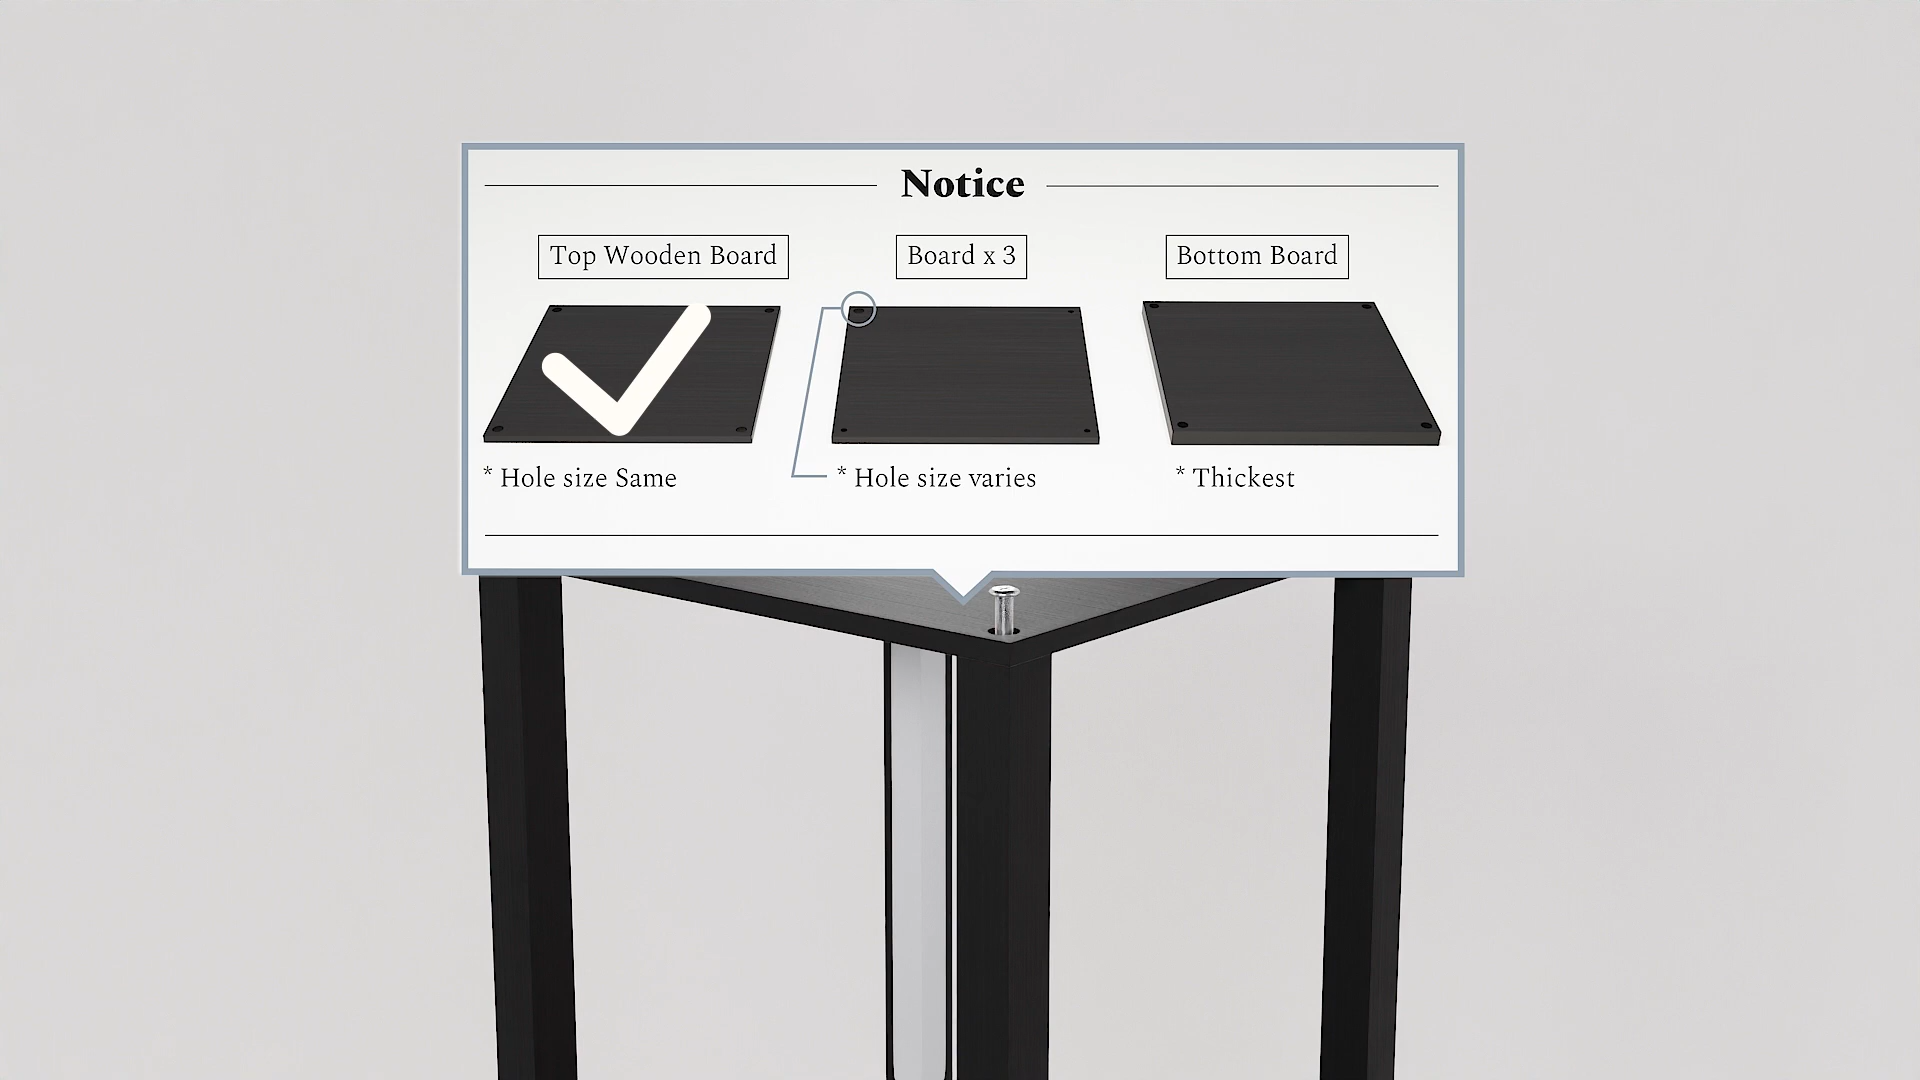 Notice
Top Wooden Board
Board x 3
Bottom Board
* Hole size Same
* Hole size varies
* Thickest